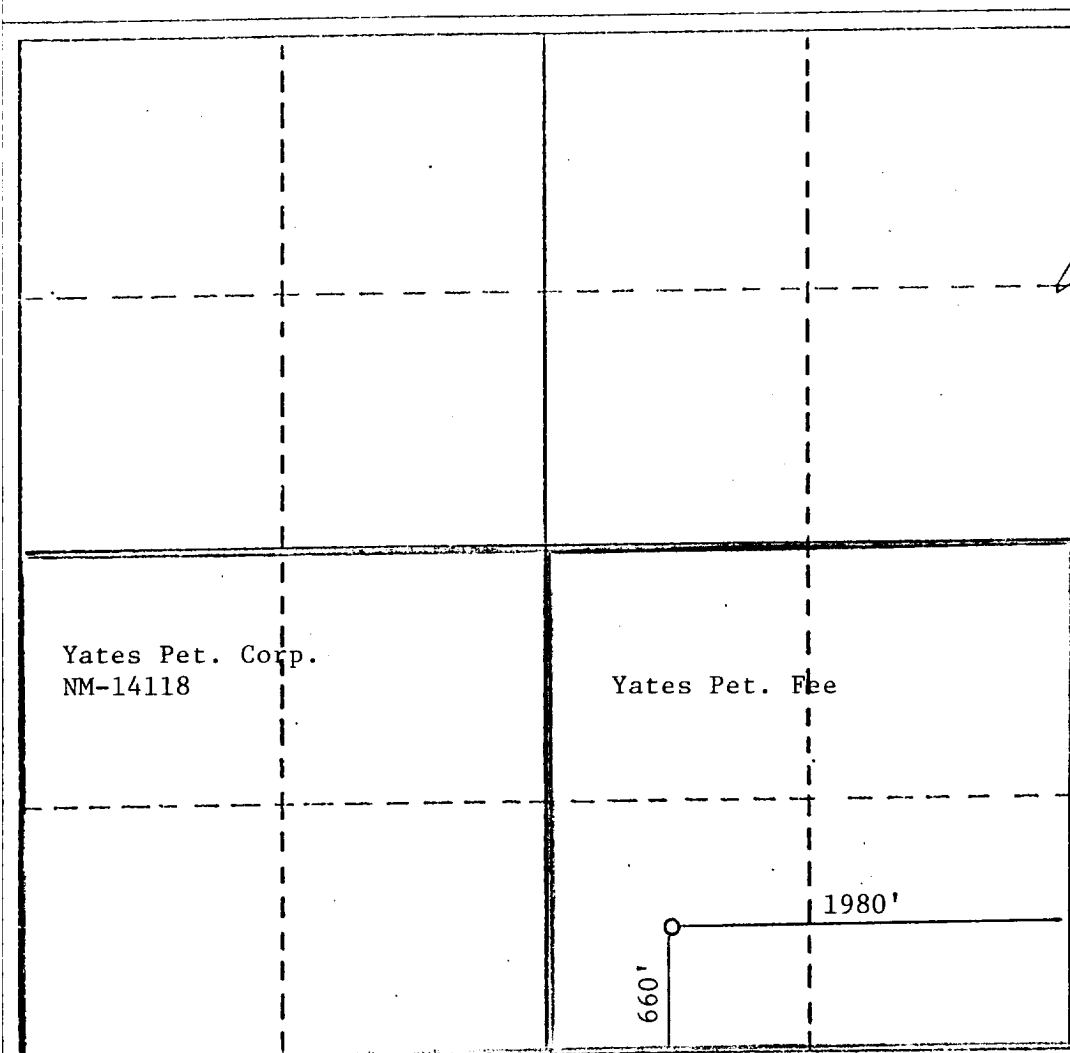 Yates Pet. Corp.
NM-14118
Yates Pet. Fee
1980'
660'